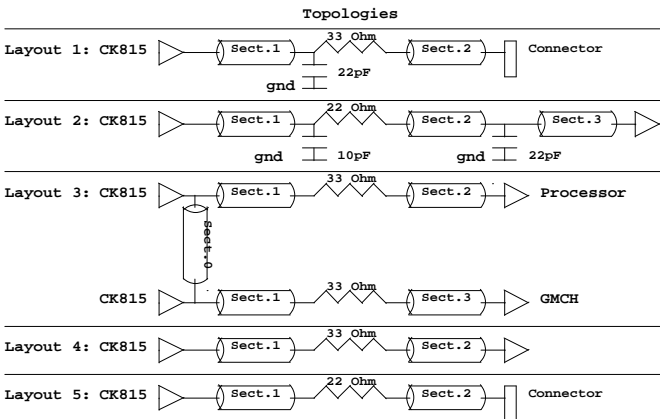 Topologies
33 Ohm
Layout 1: CK815 Sect.1 Sect.2 Connector
22pF
gnd
22 Ohm
Layout 2: CK815 Sect.1 Sect.2 Sect.3
gnd 10pF gnd 22pF
33 Ohm
Layout 3: CK815 Sect.1 Sect.2 Processor
Sect.0
33 Ohm
CK815 Sect.1 Sect.3 GMCH
33 Ohm
Layout 4: CK815 Sect.1 Sect.2
22 Ohm
Layout 5: CK815 Sect.1 Sect.2 Connector